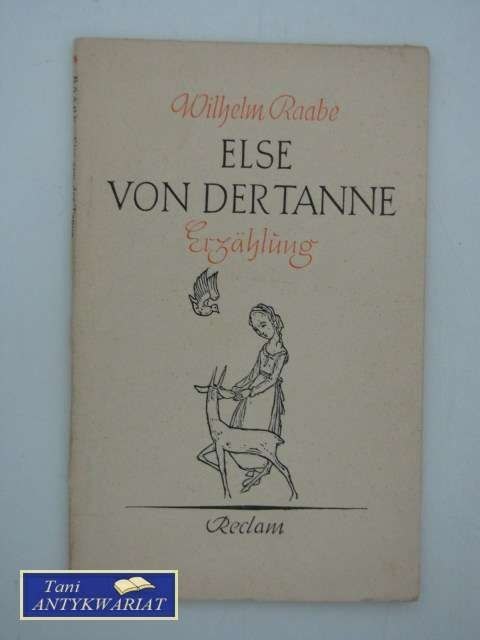 Wilhelm Raabe
ELSE
VON DER TANNE
Erzählung
Reclam
Tani
ANTYKWARIAT